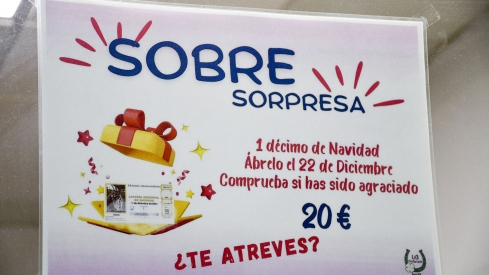 SOBRE
SORPRESA
1 décimo de Navidad
Ábrelo el 22 de Diciembre
Comprueba si has sido agraciado
20 €
¿TE ATREVES?